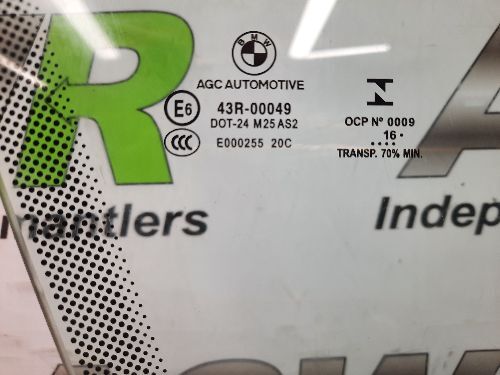 BMW
AGC AUTOMOTIVE
E6 43R-00049
DOT-24 M25 AS2
CCC E000255 20C
OCP Nº 0009
16 •
••••
TRANSP. 70% MIN.
R
mantlers
Indep